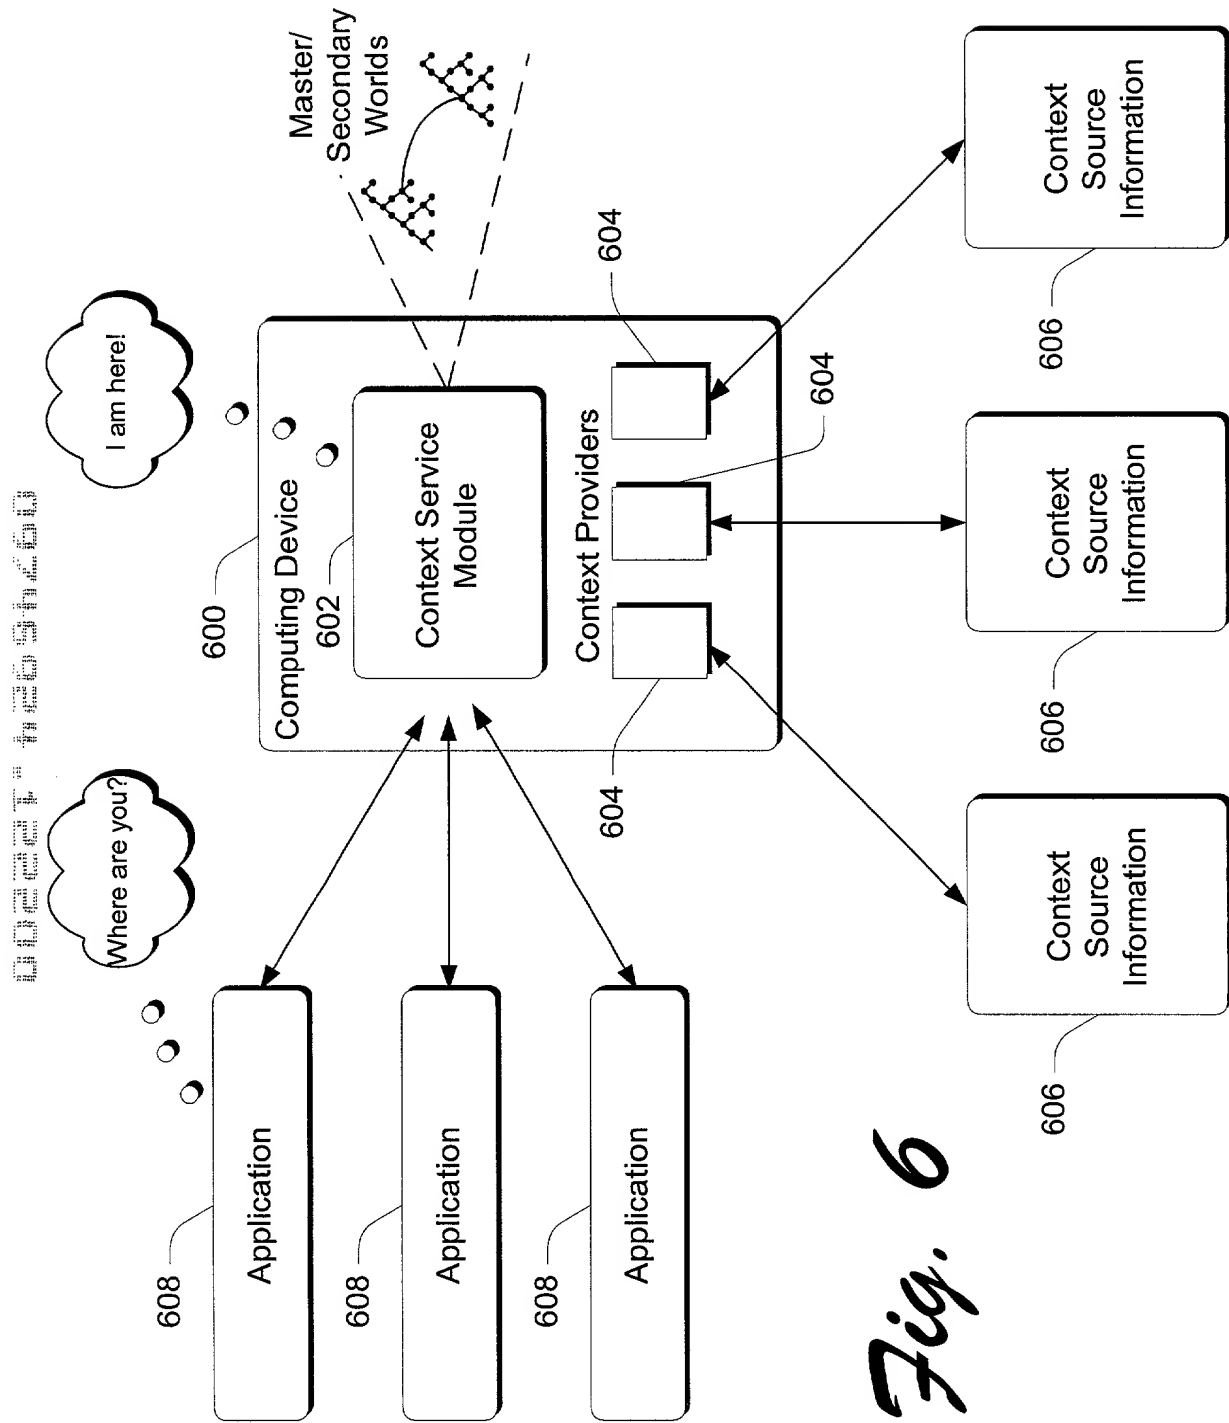 Where are you?
I am here!
608
Application
608
Application
608
Application
600
Computing Device
602
Context Service
Module
Master/
Secondary
Worlds
Context Providers
604
604
604
606
Context
Source
Information
606
Context
Source
Information
606
Context
Source
Information
Fig. 6